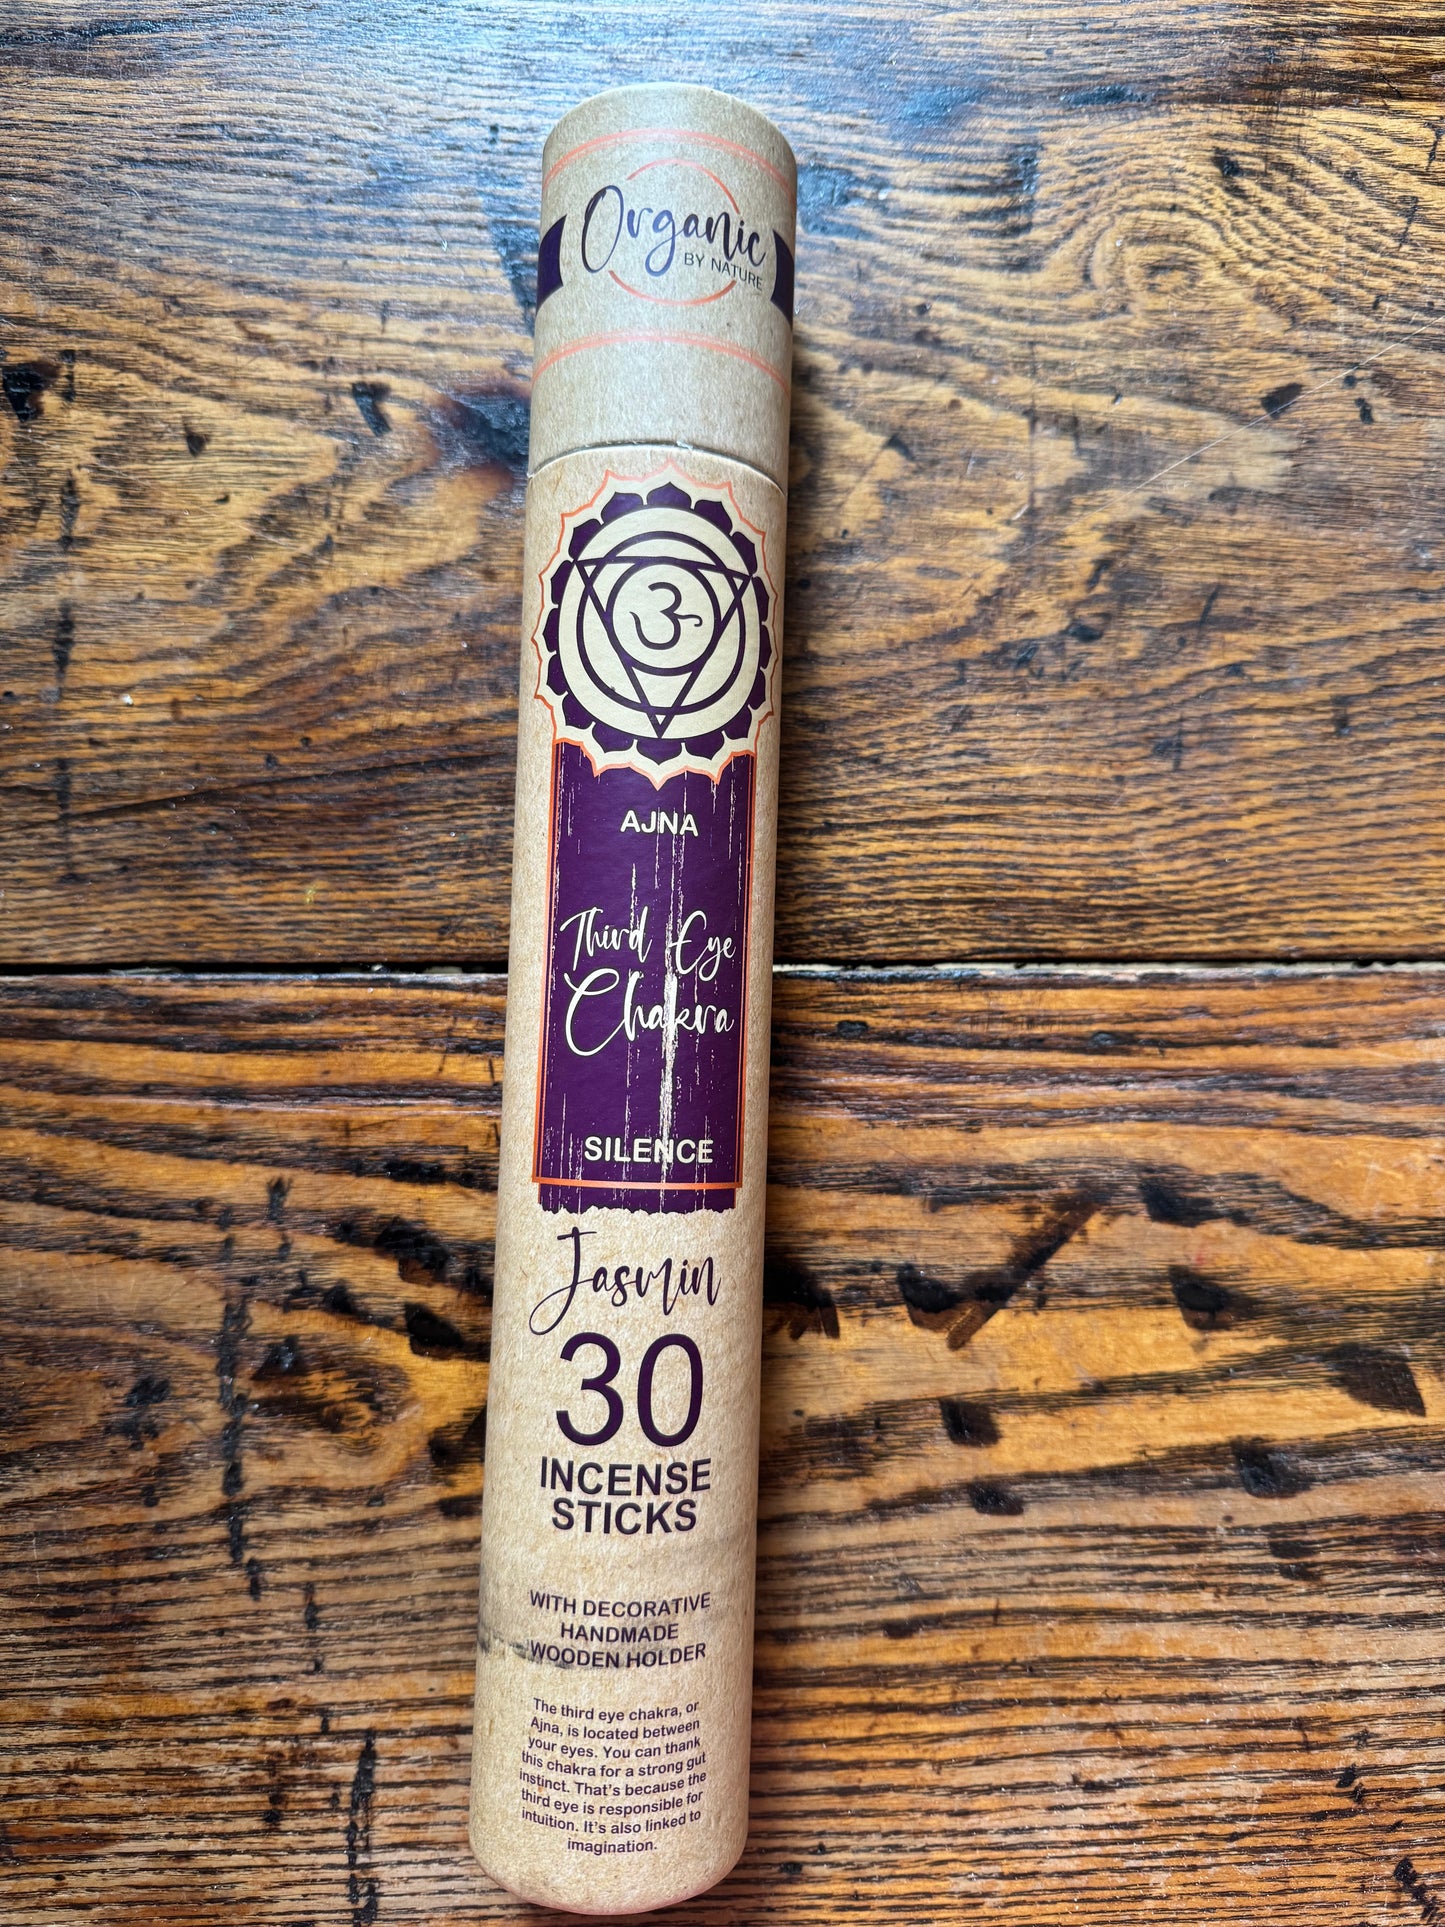 Organic
BY NATURE
ॐ
AJNA
Third Eye
Chakra
SILENCE
Jasmin
30
INCENSE
STICKS
WITH DECORATIVE
HANDMADE
WOODEN HOLDER
The third eye chakra, or
Ajna, is located between
your eyes. You can thank
this chakra for a strong gut
instinct. That's because the
third eye is responsible for
intuition. It's also linked to
imagination.